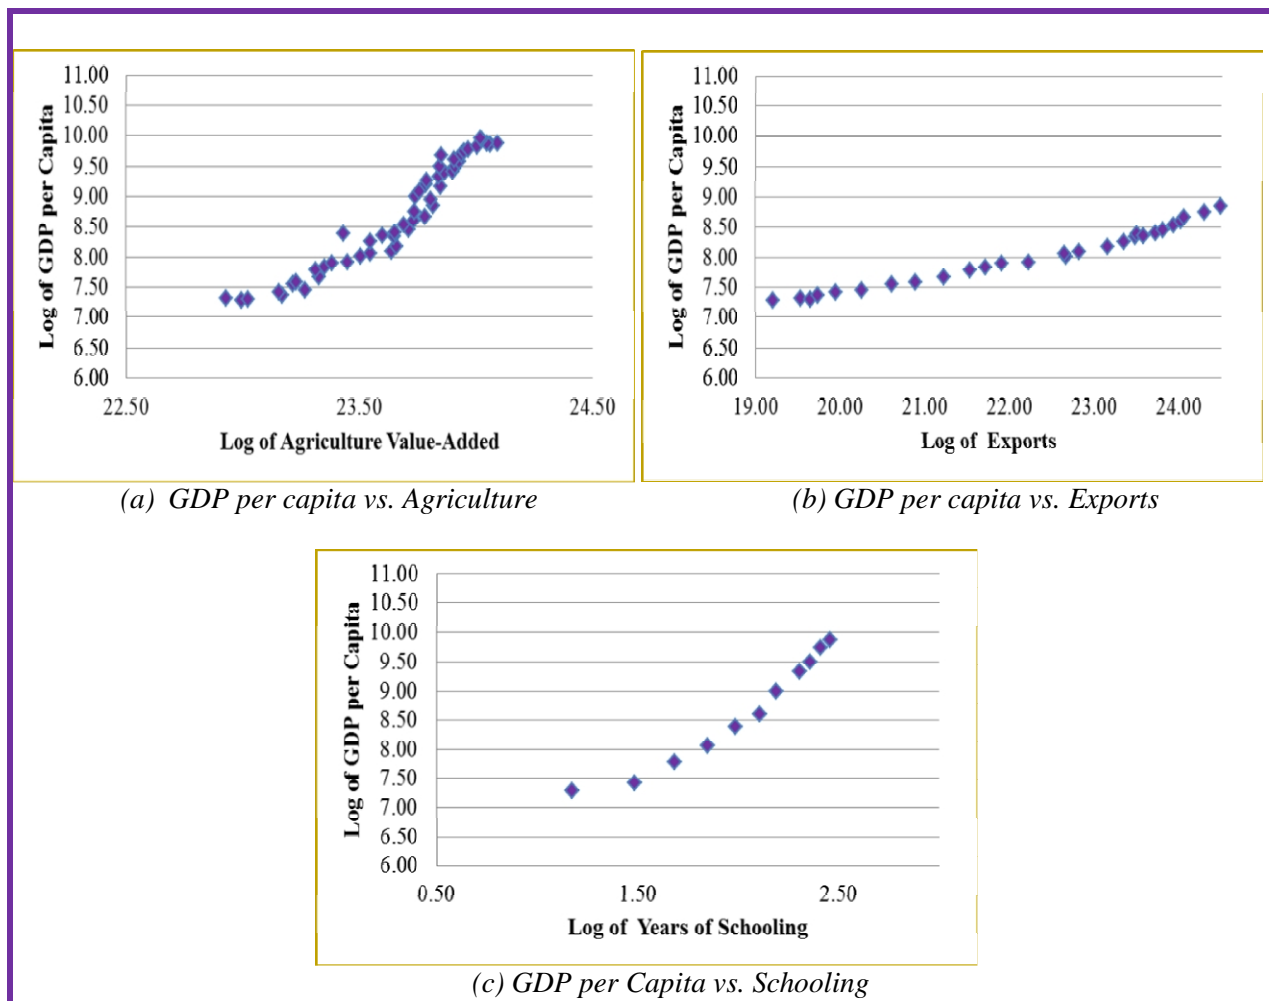 11.00
10.50
10.00
9.50
9.00
8.50
8.00
7.50
7.00
6.50
6.00
Log of GDP per Capita
22.50 23.50 24.50
Log of Agriculture Value-Added
(a) GDP per capita vs. Agriculture
11.00
10.50
10.00
9.00
8.50
8.00
7.50
7.00
6.50
6.00
Log of GDP per Capita
19.00 20.00 21.00 22.00 23.00 24.00
Log of Exports
(b) GDP per capita vs. Exports
11.00
10.50
10.00
9.50
9.00
8.50
8.00
7.50
7.00
6.50
6.00
Log of GDP per Capita
0.50 1.50 2.50
Log of Years of Schooling
(c) GDP per Capita vs. Schooling